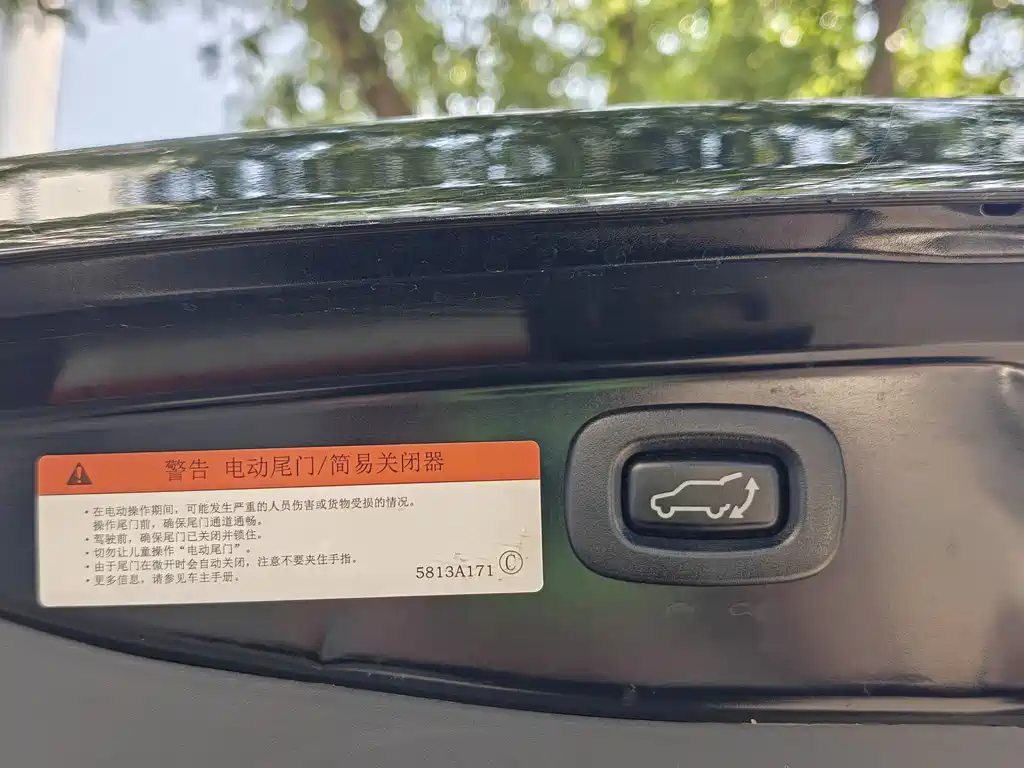 警告 电动尾门/简易关闭器
·在电动操作期间，可能发生严重的人员伤害或货物受损的情况。
操作尾门前，确保尾门通道通畅。
·驾驶前，确保尾门已关闭并锁住。
·切勿让儿童操作“电动尾门”。
·由于尾门在微开时会自动关闭，注意不要夹住手指。
·更多信息，请参见车主手册。
5813A171 Ⓒ